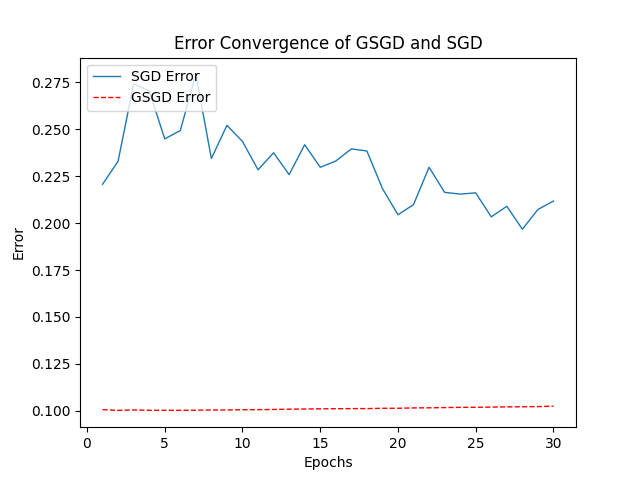 Error Convergence of GSGD and SGD
SGD Error
GSGD Error
0.275
0.250
0.225
0.200
0.175
0.150
0.125
0.100
Error
0 5 10 15 20 25 30
Epochs